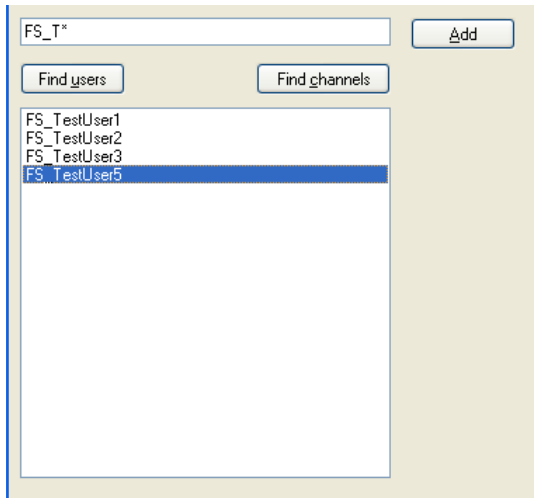 FS_T*
Add
Find users
Find channels
FS_TestUser1
FS_TestUser2
FS_TestUser3
FS_TestUser5